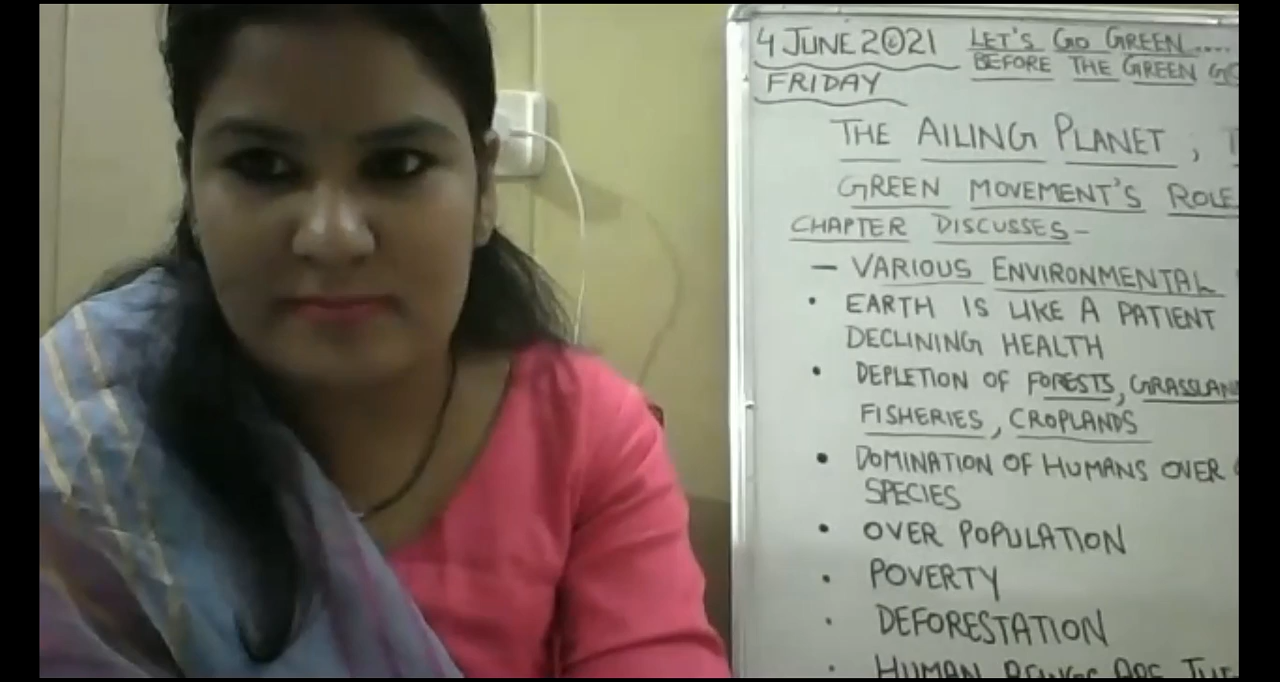 4 JUNE 2021 LET'S GO GREEN....
FRIDAY BEFORE THE GREEN
THE AILING PLANET ;
GREEN MOVEMENT'S ROLE
CHAPTER DISCUSSES-
— VARIOUS ENVIRONMENTAL
• EARTH IS LIKE A PATIENT
DECLINING HEALTH
• DEPLETION OF FORESTS, 
FISHERIES, CROPLANDS
• DOMINATION OF HUMANS OVER
SPECIES
• OVER POPULATION
• POVERTY
• DEFORESTATION
• HUMAN